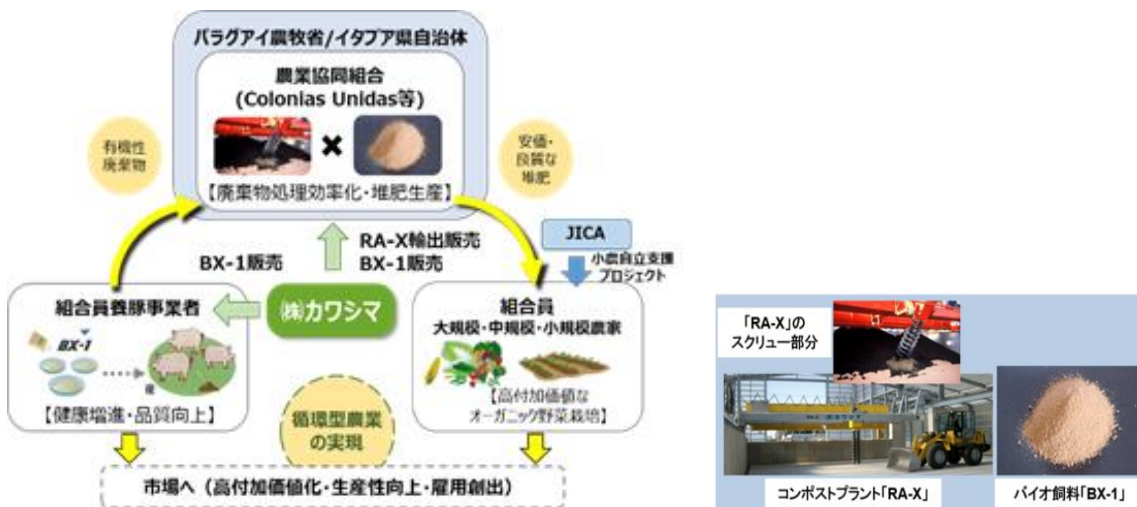 パラグアイ農牧省/イタプア県自治体
農業協同組合
(Colonias Unidas等)
有機性
廃棄物
安価・
良質な
堆肥
【廃棄物処理効率化・堆肥生産】
JICA
小農自立支援
プロジェクト
RA-X輸出販売
BX-1販売
BX-1販売
組合員養豚事業者
BX-1
【健康増進・品質向上】
㈱カワシマ
組合員
大規模・中規模・小規模農家
【高付加価値な
オーガニック野菜栽培】
循環型農業
の実現
市場へ（高付加価値化・生産性向上・雇用創出）
「RA-X」の
スクリュー部分
コンポストプラント「RA-X」
バイオ飼料「BX-1」